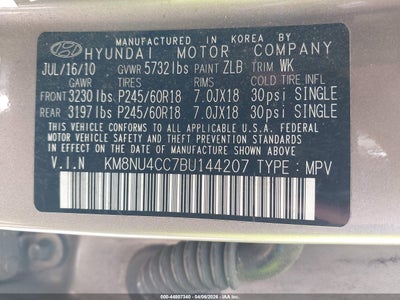 MANUFACTURED IN KOREA BY
HYUNDAI MOTOR COMPANY
JUL/16/10 GVWR 5732lbs PAINT ZLB TRIM WK
GAWR TIRES RIMS COLD TIRE INFL
FRONT 3230 lbs. P245/60R18 7.0JX18 30psi SINGLE
REAR 3197 lbs. P245/60R18 7.0JX18 30psi SINGLE
THIS VEHICLE CONFORMS TO ALL APPLICABLE FEDERAL
MOTOR VEHICLE SAFETY AND THEFT PREVENTION
STANDARDS IN EFFECT ON THE DATE OF MANUFACTURE
SHOWN ABOVE.
V.I.N KM8NU4CC7BU144207 TYPE : MPV
000-44807340 - 04/06/2026 - IAAI US